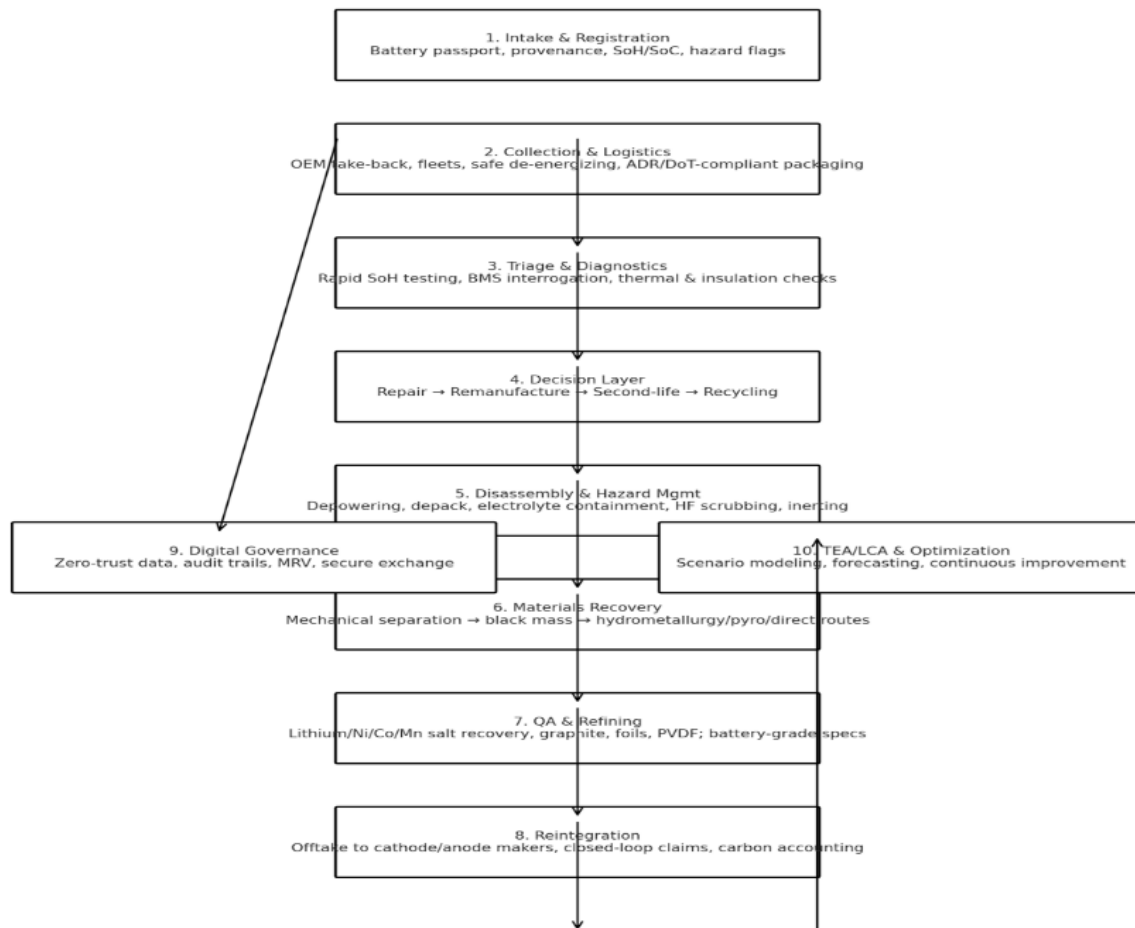 1. Intake & Registration
Battery passport, provenance, SoH/SoC, hazard flags
2. Collection & Logistics
OEM take-back, fleets, safe de-energizing, ADR/DoT-compliant packaging
3. Triage & Diagnostics
Rapid SoH testing, BMS interrogation, thermal & insulation checks
4. Decision Layer
Repair → Remanufacture → Second-life → Recycling
5. Disassembly & Hazard Mgmt
Depowering, depack, electrolyte containment, HF scrubbing, inerting
9. Digital Governance
Zero-trust data, audit trails, MRV, secure exchange
10. TEA/LCA & Optimization
Scenario modeling, forecasting, continuous improvement
6. Materials Recovery
Mechanical separation → black mass → hydrometallurgy/pyro/direct routes
7. QA & Refining
Lithium/Ni/Co/Mn salt recovery, graphite, foils, PVDF; battery-grade specs
8. Reintegration
Offtake to cathode/anode makers, closed-loop claims, carbon accounting